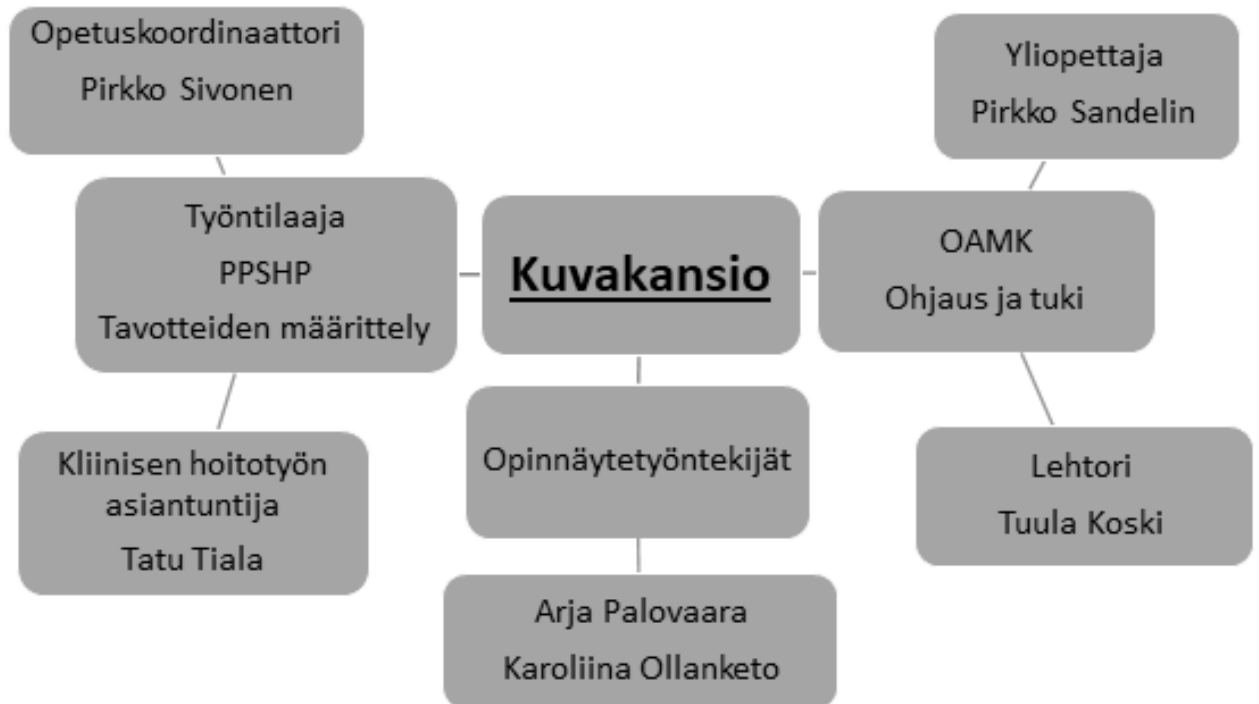 Opetuskoordinaattori
Pirkko Sivonen
Yliopettaja
Pirkko Sandelin
Työntilaaja
PPSHP
Tavotteiden määrittely
Kuvakansio
OAMK
Ohjaus ja tuki
Kliinisen hoitotyön
asiantuntija
Tatu Tiala
Opinnäytetyöntekijät
Lehtori
Tuula Koski
Arja Palovaara
Karoliina Ollanketo